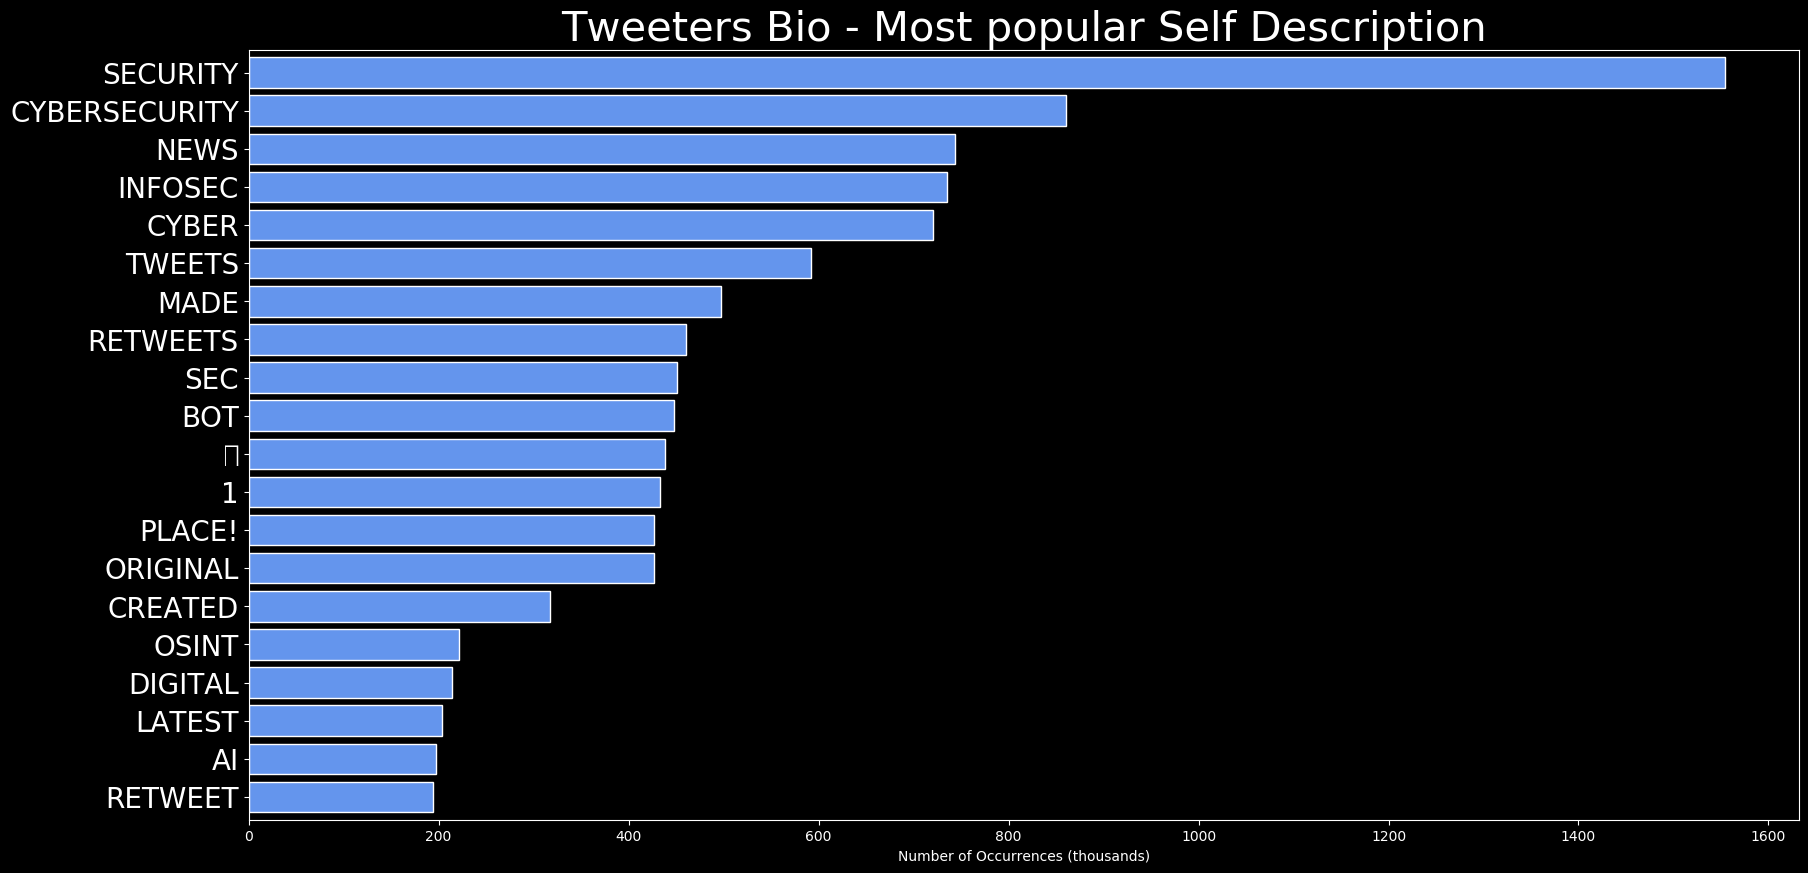 Tweeters Bio - Most popular Self Description
SECURITY
CYBERSECURITY
NEWS
INFOSEC
CYBER
TWEETS
MADE
RETWEETS
SEC
BOT
1
PLACE!
ORIGINAL
CREATED
OSINT
DIGITAL
LATEST
AI
RETWEET
0 200 400 600 800 1000 1200 1400 1600
Number of Occurrences (thousands)